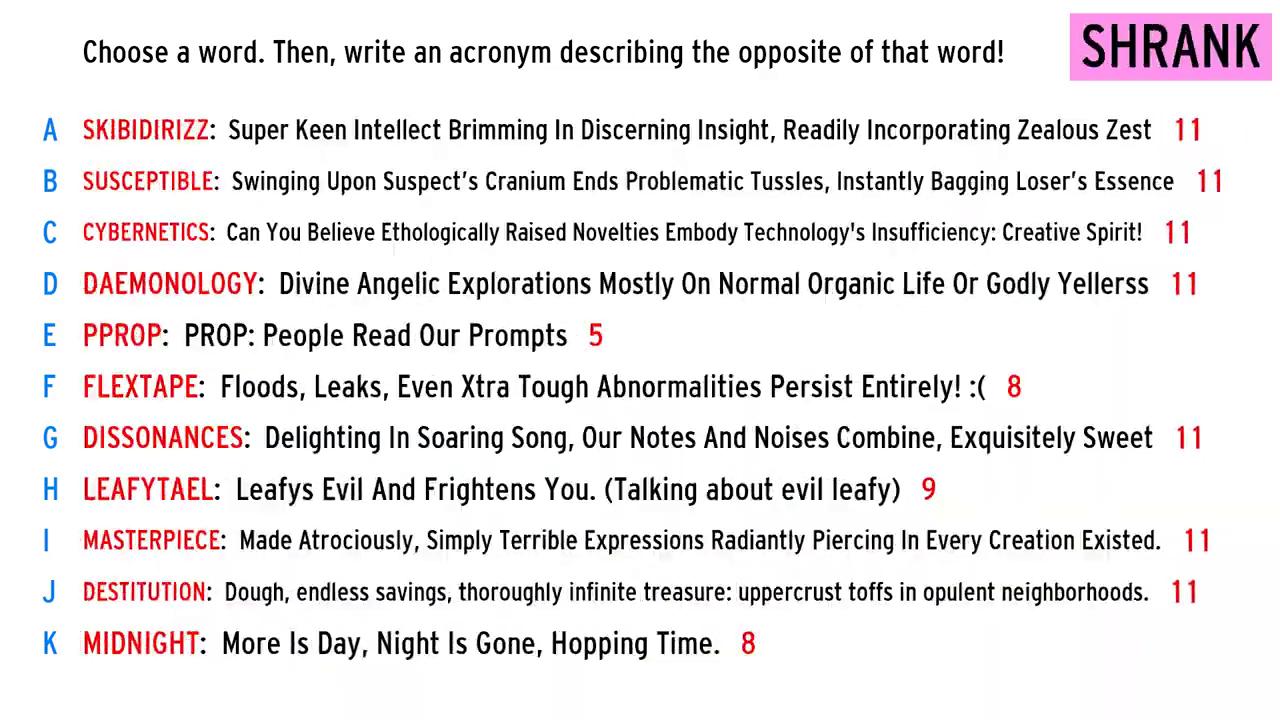 Choose a word. Then, write an acronym describing the opposite of that word!
SHRANK
A SKIBIDIRIZZ: Super Keen Intellect Brimming In Discerning Insight, Readily Incorporating Zealous Zest 11
B SUSCEPTIBLE: Swinging Upon Suspect's Cranium Ends Problematic Tussles, Instantly Bagging Loser's Essence 11
C CYBERNETICS: Can You Believe Ethologically Raised Novelties Embody Technology's Insufficiency: Creative Spirit! 11
D DAEMONOLOGY: Divine Angelic Explorations Mostly On Normal Organic Life Or Godly Yellerss 11
E PPROP: PROP: People Read Our Prompts 5
F FLEXTAPE: Floods, Leaks, Even Xtra Tough Abnormalities Persist Entirely! :( 8
G DISSONANCES: Delighting In Soaring Song, Our Notes And Noises Combine, Exquisitely Sweet 11
H LEAFYTAEL: Leafys Evil And Frightens You. (Talking about evil leafy) 9
I MASTERPIECE: Made Atrociously, Simply Terrible Expressions Radiantly Piercing In Every Creation Existed. 11
J DESTITUTION: Dough, endless savings, thoroughly infinite treasure: uppercrust toffs in opulent neighborhoods. 11
K MIDNIGHT: More Is Day, Night Is Gone, Hopping Time. 8